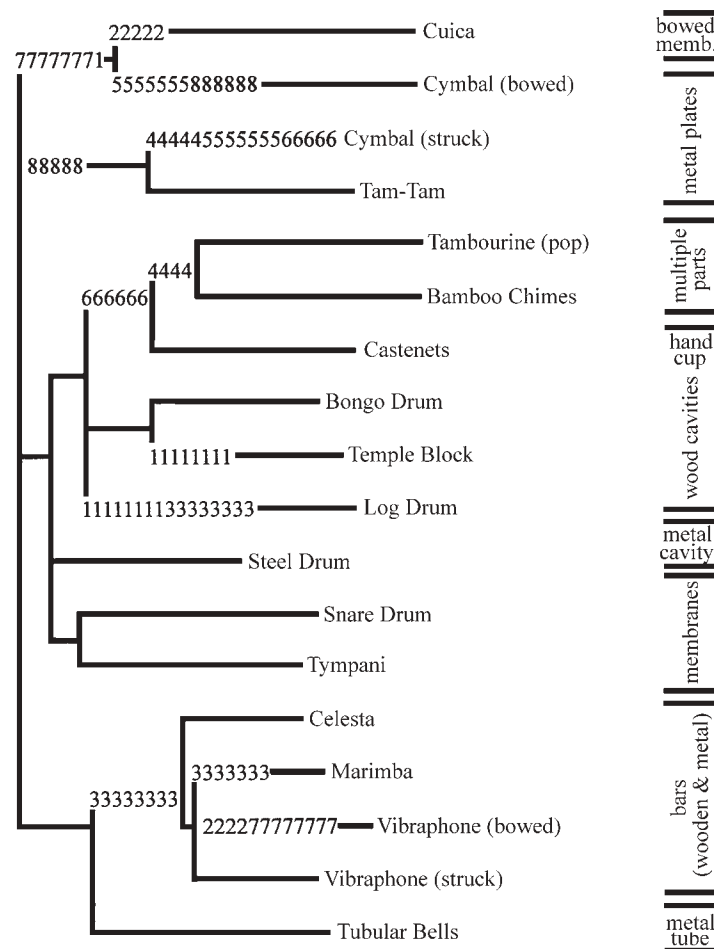 22222 Cuica
77777771
5555555888888 Cymbal (bowed)
44444555555566666 Cymbal (struck)
88888
Tam-Tam
Tambourine (pop)
4444
666666
Bamboo Chimes
Castenets
Bongo Drum
11111111 Temple Block
1111111133333333 Log Drum
Steel Drum
Snare Drum
Tympani
Celesta
3333333 Marimba
33333333
222277777777 Vibraphone (bowed)
Vibraphone (struck)
Tubular Bells
bowed
memb.
metal plates
multiple
parts
hand
cup
wood cavities
metal
cavity
membranes
bars
(wooden & metal)
metal
tube